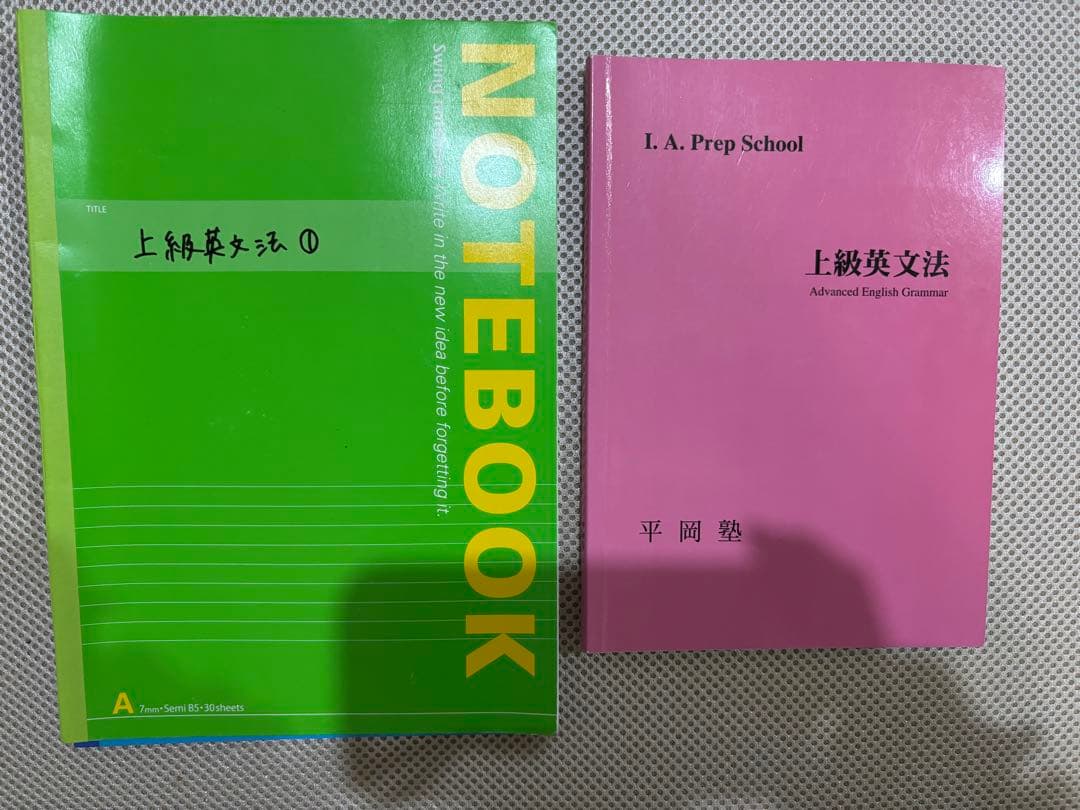 NOTEBOOK
write in the new idea before forgetting it.
TITLE
上級英文法 ①
A 7mm・Semi B5・30sheets
I. A. Prep School
上級英文法
Advanced English Grammar
平岡塾